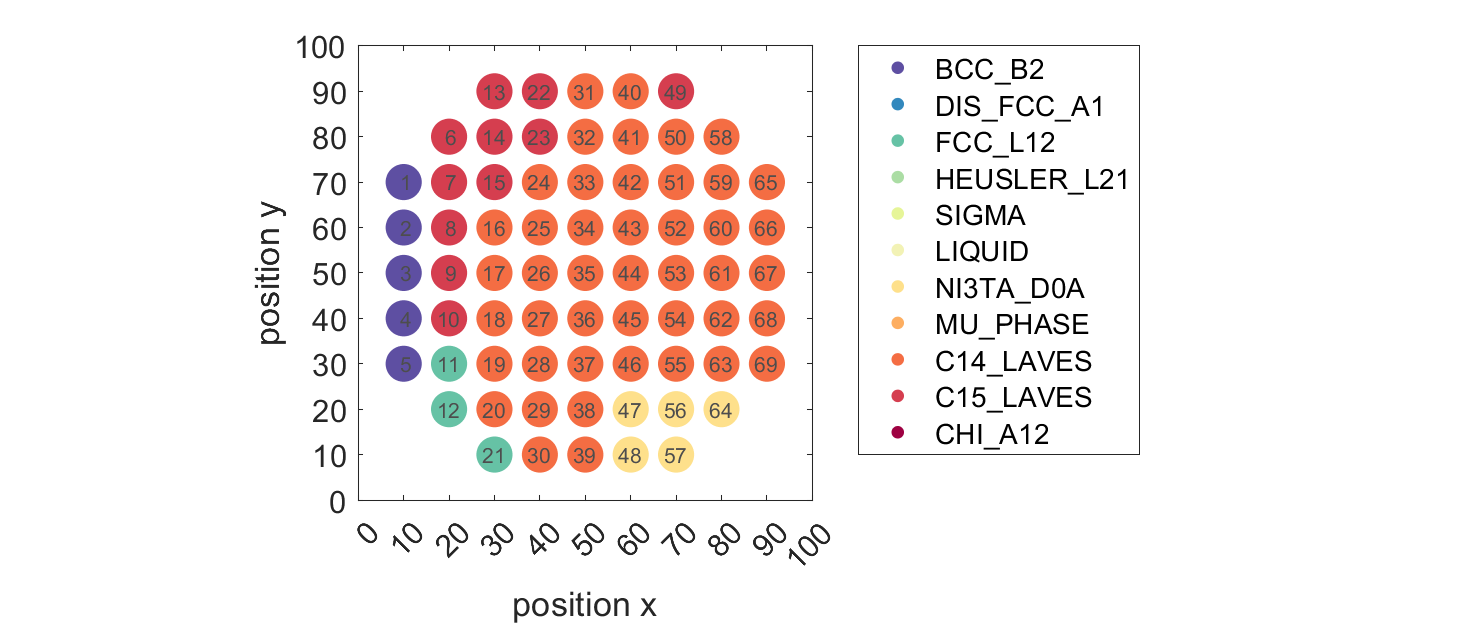 100
90
80
70
60
50
40
30
20
10
0
position y
13 22 31 40 49
6 14 23 32 41 50 58
1 7 15 24 33 42 51 59 65
2 8 16 25 34 43 52 60 66
3 9 17 26 35 44 53 61 67
4 10 18 27 36 45 54 62 68
5 11 19 28 37 46 55 63 69
12 20 29 38 47 56 64
21 30 39 48 57
0 10 20 30 40 50 60 70 80 90 100
position x
BCC_B2
DIS_FCC_A1
FCC_L12
HEUSLER_L21
SIGMA
LIQUID
NI3TA_D0A
MU_PHASE
C14_LAVES
C15_LAVES
CHI_A12